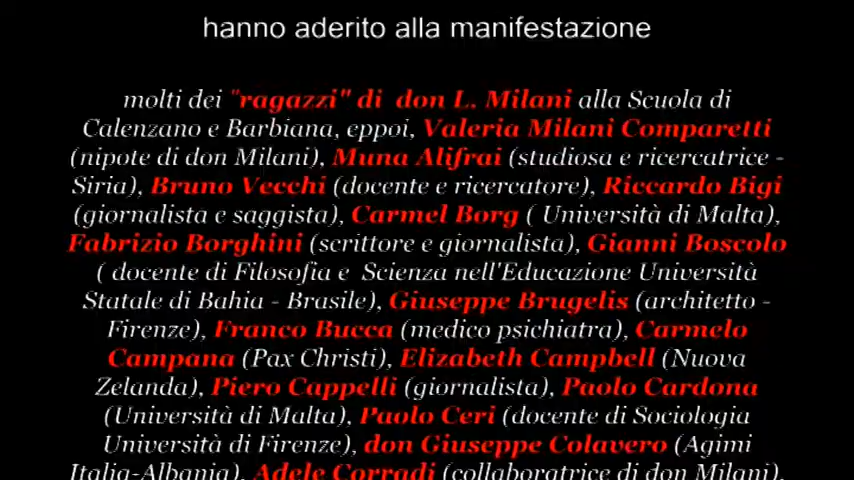 hanno aderito alla manifestazione
molti dei "ragazzi" di don L. Milani alla Scuola di
Calenzano e Barbiana, eppoi, Valeria Milani Comparetti
(nipote di don Milani), Muna Alifrai (studiosa e ricercatrice -
Siria), Bruno Vecchi (docente e ricercatore), Riccardo Bigi
(giornalista e saggista), Carmel Borg ( Università di Malta),
Fabrizio Borghini (scrittore e giornalista), Gianni Boscolo
( docente di Filosofia e Scienza nell'Educazione Università
Statale di Bahia - Brasile), Giuseppe Brugelis (architetto -
Firenze), Franco Bucca (medico psichiatra), Carmelo
Campana (Pax Christi), Elizabeth Campbell (Nuova
Zelanda), Piero Cappelli (giornalista), Paolo Cardona
(Università di Malta), Paolo Ceri (docente di Sociologia
Università di Firenze), don Giuseppe Colavero (Agimi
Italia-Albania), Adele Corradi (collaboratrice di don Milani),